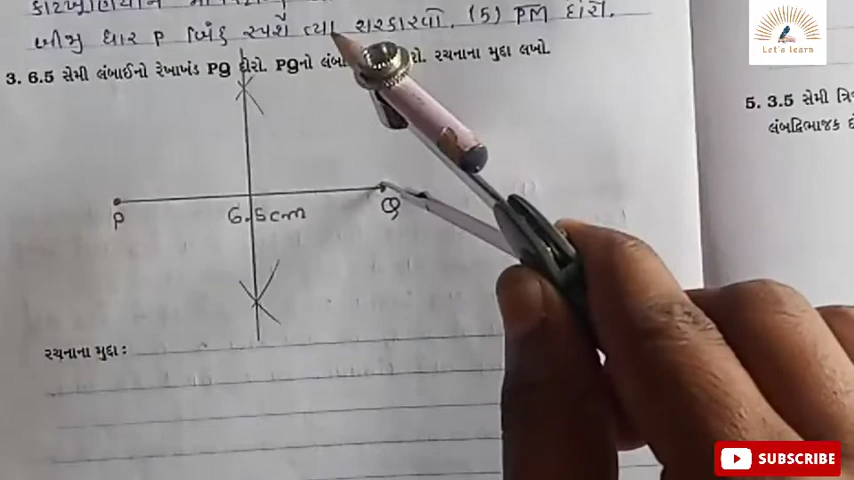 બીજી ધાર P બિંદુ સ્પર્શે ત્યા સરકારવો. (5) PM દોરો.
3. 6.5 સેમી લંબાઈનો રેખાખંડ PQ દોરો. PQનો લંબ રો. રચનાના મુદ્દા લખો.
P 6.5cm Q
રચનાના મુદ્દા :
5. 3.5 સેમી ત્રિ
લંબદ્વિભાજક દ
Let's learn
SUBSCRIBE